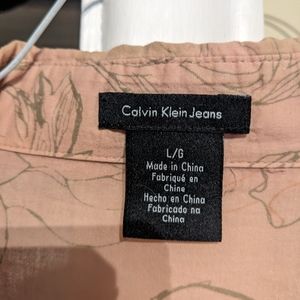 Calvin Klein Jeans
L/G
Made in China
Fabriqué en
Chine
Hecho en China
Fabricado na
China